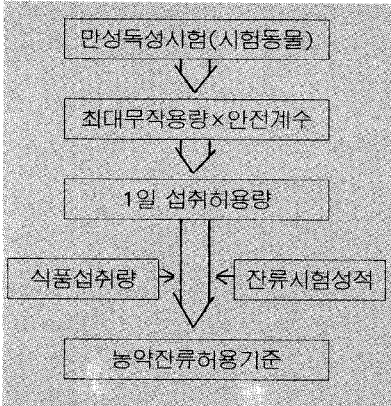 만성독성시험(시험동물)
최대무작용량×안전계수
1일 섭취허용량
식품섭취량
잔류시험성적
농약잔류허용기준